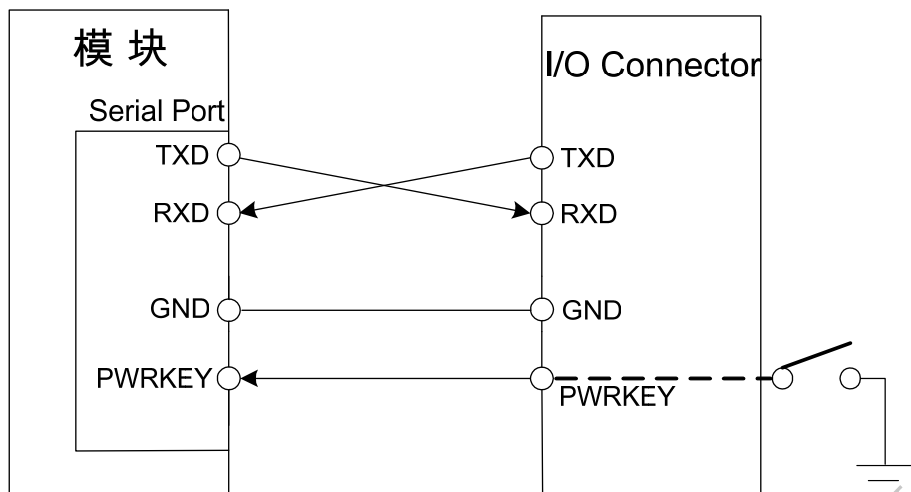 模 块
I/O Connector
Serial Port
TXD
TXD
RXD
RXD
GND
GND
PWRKEY
PWRKEY